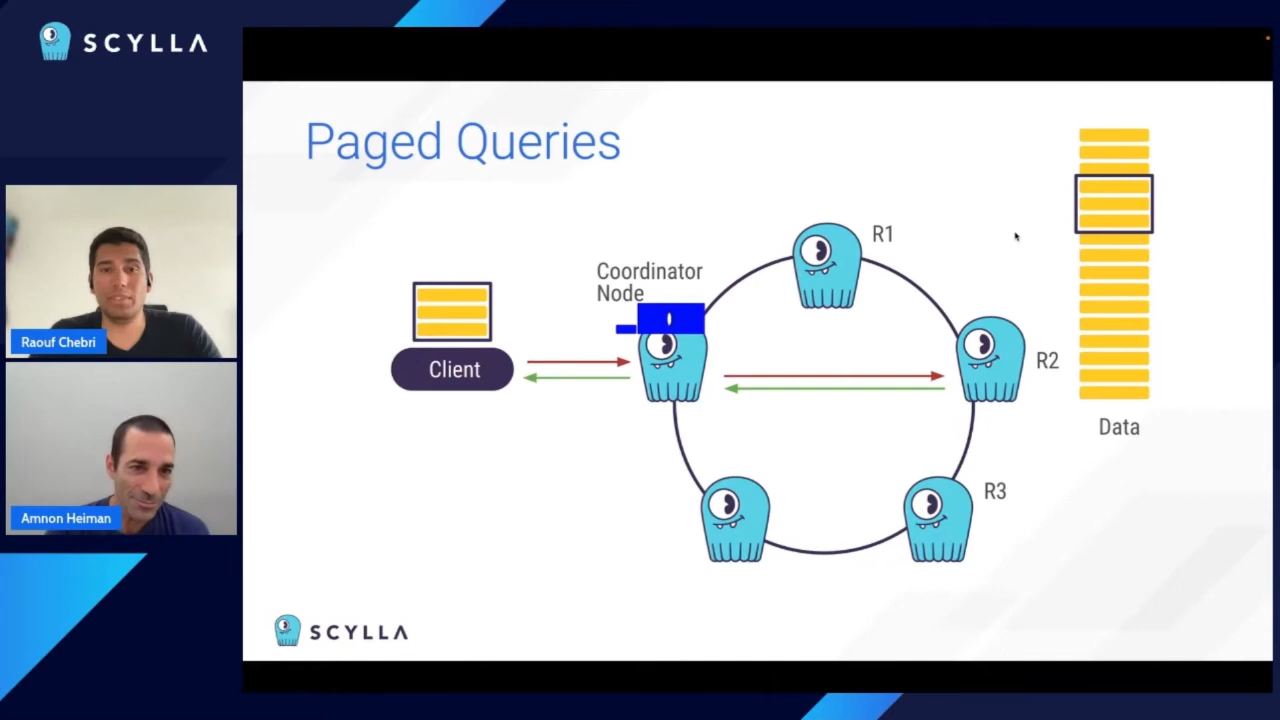 SCYLLA
Paged Queries
R1
Coordinator
Node
R2
Client
Data
R3
Raouf Chebri
Amnon Heiman
SCYLLA